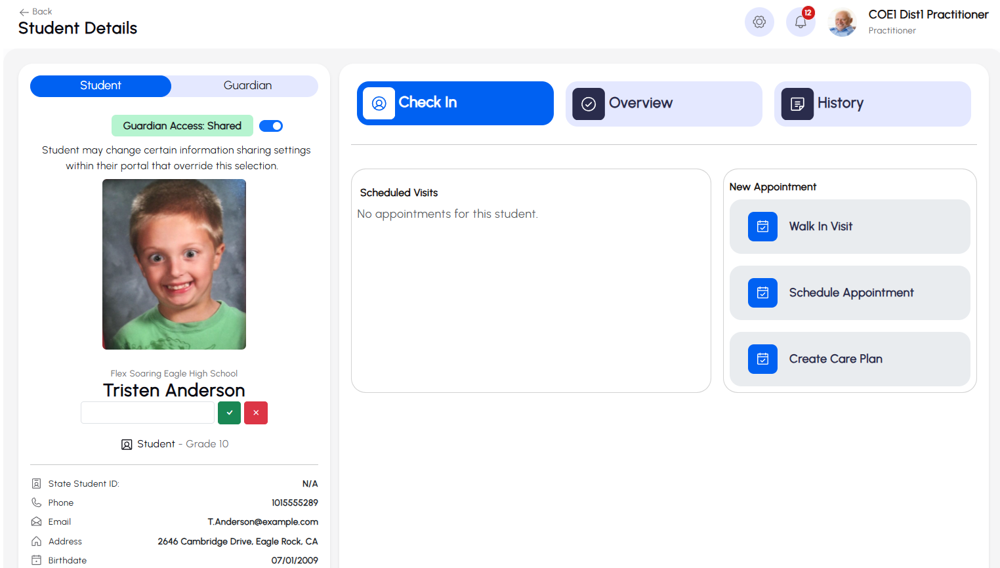 Back
Student Details
12
COE1 Dist1 Practitioner
Practitioner
Student
Guardian
Guardian Access: Shared
Student may change certain information sharing settings
within their portal that override this selection.
Flex Soaring Eagle High School
Tristen Anderson
Student - Grade 10
State Student ID:
N/A
Phone
1015555289
Email
T.Anderson@example.com
Address
2646 Cambridge Drive, Eagle Rock, CA
Birthdate
07/01/2009
Check In
Overview
History
Scheduled Visits
No appointments for this student.
New Appointment
Walk In Visit
Schedule Appointment
Create Care Plan